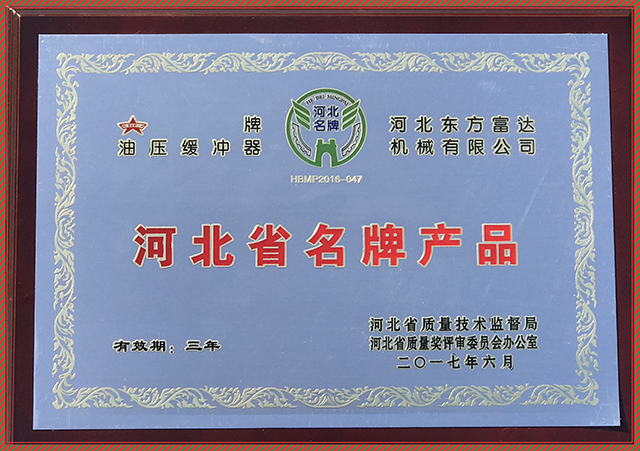 HE BEI MINGPAI
河北
名牌
HBMP2016-047
牌
油压缓冲器
河北东方富达
机械有限公司
河北省名牌产品
有效期：三年
河北省质量技术监督局
河北省质量奖评审委员会办公室
二〇一七年六月